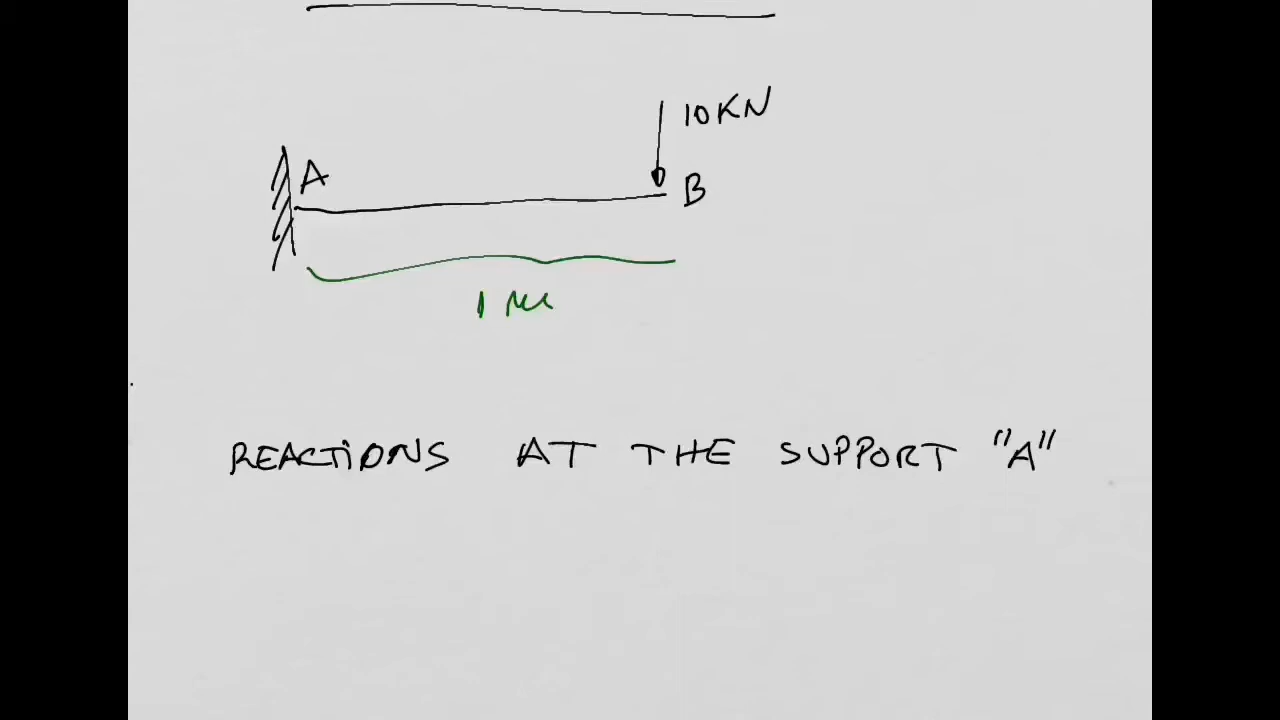 10KN
A
B
1 m
REACTIONS AT THE SUPPORT "A"